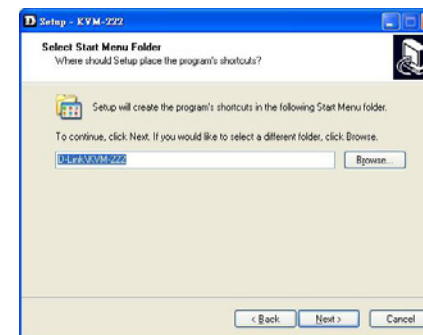 Setup - KVM-222
Select Start Menu Folder
Where should Setup place the program's shortcuts?
Setup will create the program's shortcuts in the following Start Menu folder.
To continue, click Next. If you would like to select a different folder, click Browse.
D-Link\KVM-222
Browse...
< Back
Next >
Cancel